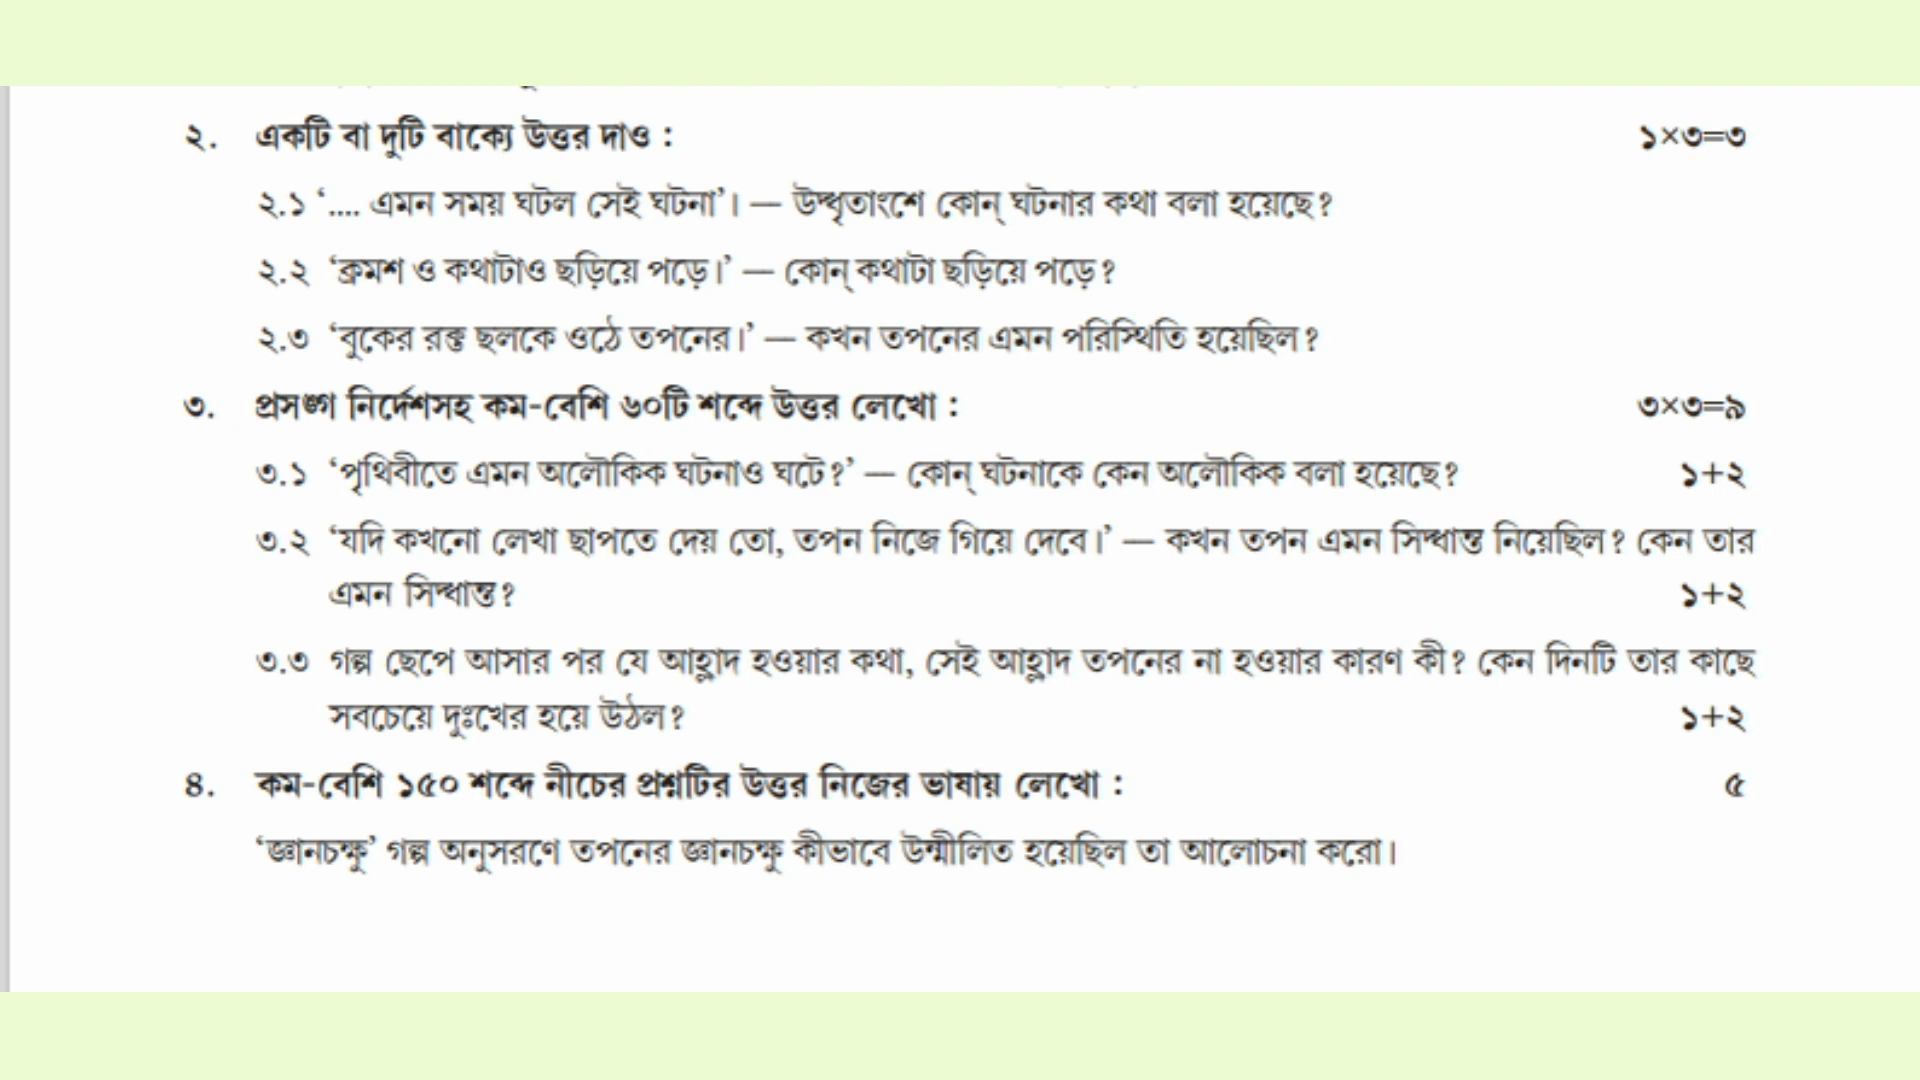 ২. একটি বা দুটি বাক্যে উত্তর দাও : ১×৩=৩
২.১ ‘.... এমন সময় ঘটল সেই ঘটনা’। — উদ্ধৃতাংশে কোন্ ঘটনার কথা বলা হয়েছে?
২.২ ‘ক্রমশ ও কথাটাও ছড়িয়ে পড়ে।’ — কোন্ কথাটা ছড়িয়ে পড়ে?
২.৩ ‘বুকের রক্ত ছলকে ওঠে তপনের।’ — কখন তপনের এমন পরিস্থিতি হয়েছিল?
৩. প্রসঙ্গ নির্দেশসহ কম-বেশি ৬০টি শব্দে উত্তর লেখো : ৩×৩=৯
৩.১ ‘পৃথিবীতে এমন অলৌকিক ঘটনাও ঘটে?’ — কোন্ ঘটনাকে কেন অলৌকিক বলা হয়েছে? ১+২
৩.২ ‘যদি কখনো লেখা ছাপতে দেয় তো, তপন নিজে গিয়ে দেবে।’ — কখন তপন এমন সিদ্ধান্ত নিয়েছিল? কেন তার
এমন সিদ্ধান্ত? ১+২
৩.৩ গল্প ছেপে আসার পর যে আহ্লাদ হওয়ার কথা, সেই আহ্লাদ তপনের না হওয়ার কারণ কী? কেন দিনটি তার কাছে
সবচেয়ে দুঃখের হয়ে উঠল? ১+২
৪. কম-বেশি ১৫০ শব্দে নীচের প্রশ্নটির উত্তর নিজের ভাষায় লেখো : ৫
‘জ্ঞানচক্ষু’ গল্প অনুসরণে তপনের জ্ঞানচক্ষু কীভাবে উন্মীলিত হয়েছিল তা আলোচনা করো।